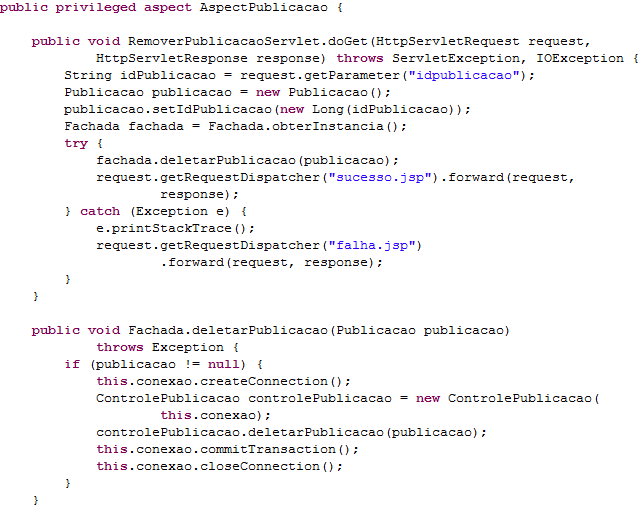 public privileged aspect AspectPublicacao {
public void RemoverPublicacaoServlet.doGet(HttpServletRequest request,
HttpServletResponse response) throws ServletException, IOException {
String idPublicacao = request.getParameter("idpublicacao");
Publicacao publicacao = new Publicacao();
publicacao.setIdPublicacao(new Long(idPublicacao));
Fachada fachada = Fachada.obterInstancia();
try {
fachada.deletarPublicacao(publicacao);
request.getRequestDispatcher("sucesso.jsp").forward(request,
response);
} catch (Exception e) {
e.printStackTrace();
request.getRequestDispatcher("falha.jsp")
.forward(request, response);
}
}
public void Fachada.deletarPublicacao(Publicacao publicacao)
throws Exception {
if (publicacao != null) {
this.conexao.createConnection();
ControlePublicacao controlePublicacao = new ControlePublicacao(
this.conexao);
controlePublicacao.deletarPublicacao(publicacao);
this.conexao.commitTransaction();
this.conexao.closeConnection();
}
}